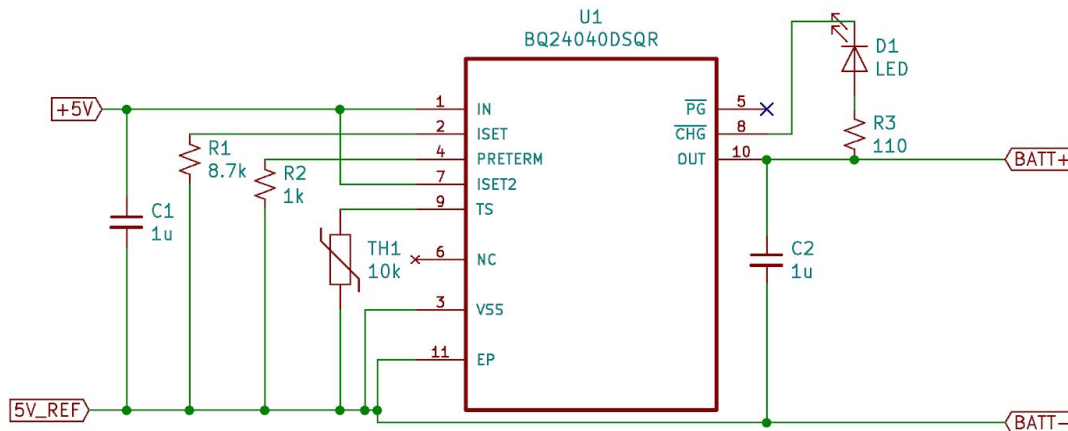 U1
BQ24040DSQR
+5V
1
IN
2
ISET
4
PRETERM
7
ISET2
9
TS
6
NC
3
VSS
11
EP
PG
5
CHG
8
OUT
10
R1
8.7k
R2
1k
C1
1u
TH1
10k
D1
LED
R3
110
C2
1u
BATT+
5V_REF
BATT-